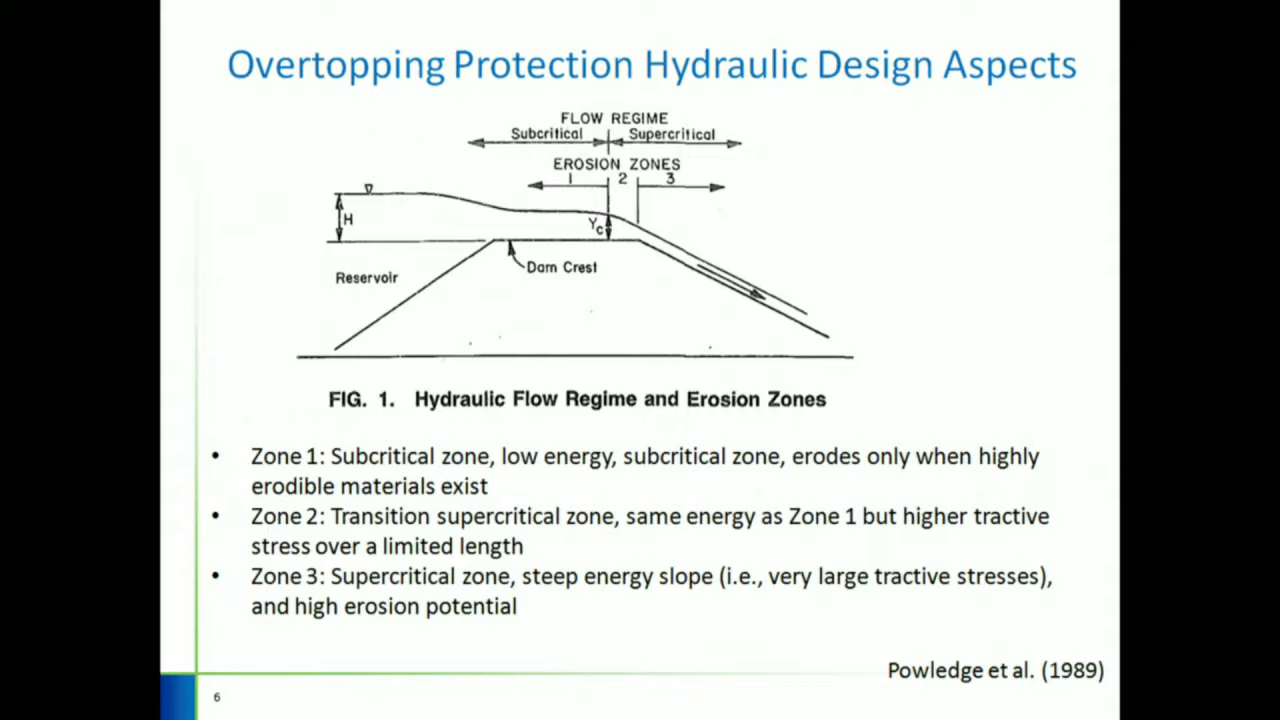 Overtopping Protection Hydraulic Design Aspects
FLOW REGIME
Subcritical Supercritical
EROSION ZONES
1 2 3
H
Yc
Dam Crest
Reservoir
FIG. 1. Hydraulic Flow Regime and Erosion Zones
• Zone 1: Subcritical zone, low energy, subcritical zone, erodes only when highly
erodible materials exist
• Zone 2: Transition supercritical zone, same energy as Zone 1 but higher tractive
stress over a limited length
• Zone 3: Supercritical zone, steep energy slope (i.e., very large tractive stresses),
and high erosion potential
Powledge et al. (1989)
6